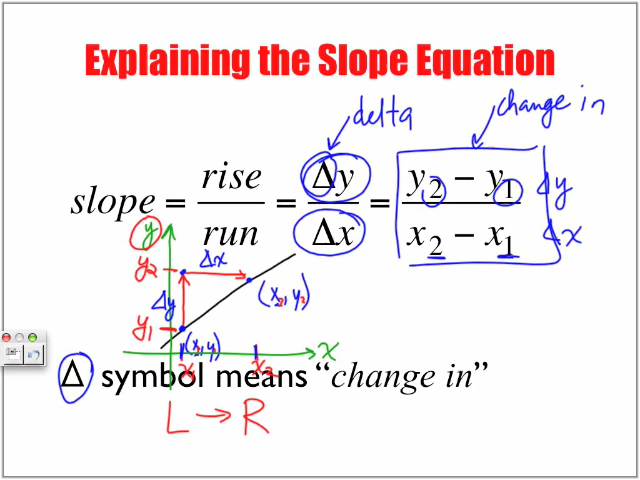 Explaining the Slope Equation
delta
change in
slope = rise / run = Δy / Δx = y₂ − y₁ / x₂ − x₁
Δy
Δx
y
y₂
Δx
Δy
(x₂, y₂)
y₁
(x₁, y₁)
x
x₁
x₂
Δ symbol means “change in”
L → R